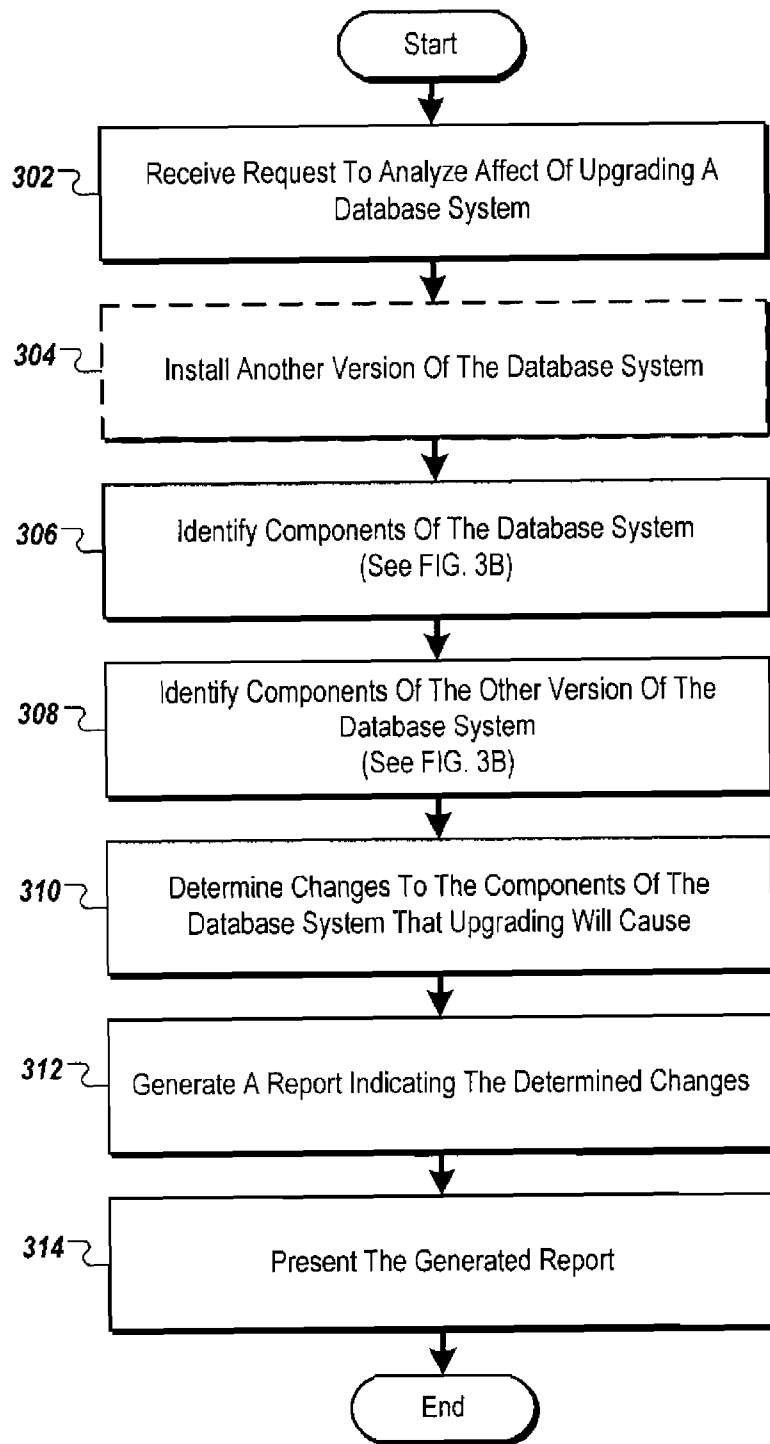 Start
302
Receive Request To Analyze Affect Of Upgrading A
Database System
304
Install Another Version Of The Database System
306
Identify Components Of The Database System
(See FIG. 3B)
308
Identify Components Of The Other Version Of The
Database System
(See FIG. 3B)
310
Determine Changes To The Components Of The
Database System That Upgrading Will Cause
312
Generate A Report Indicating The Determined Changes
314
Present The Generated Report
End